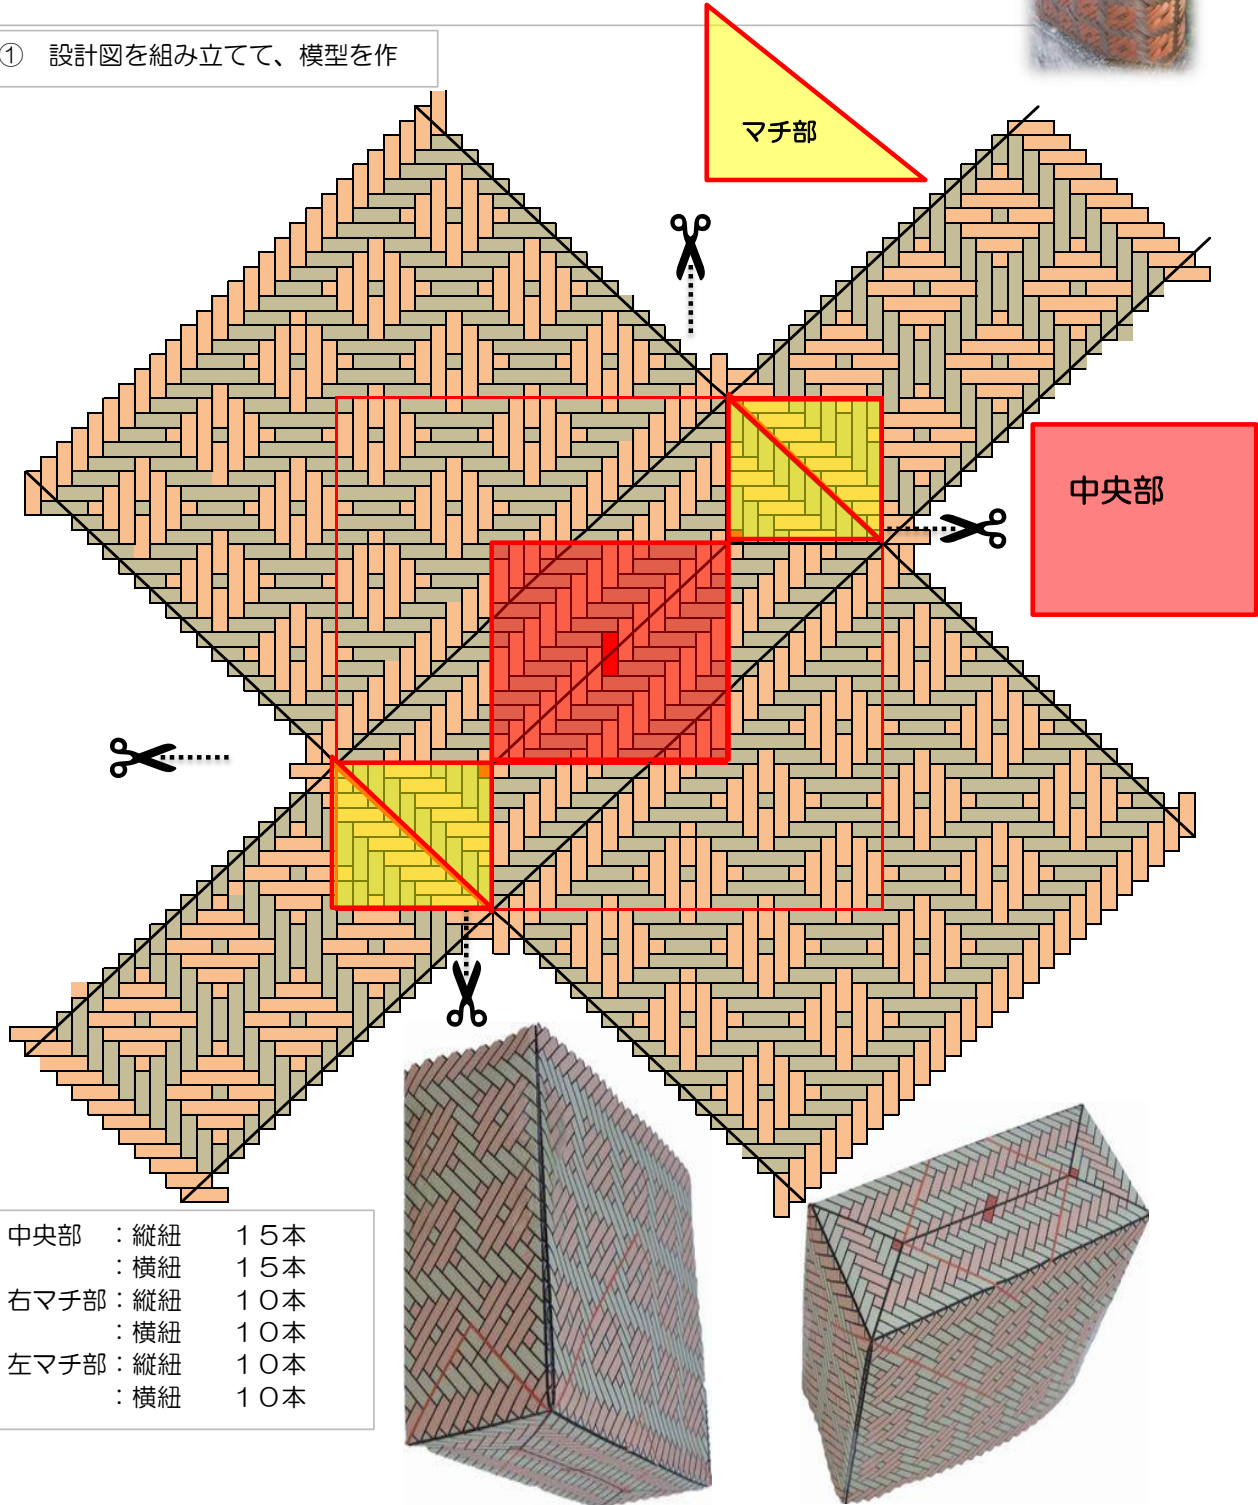 ① 設計図を組み立てて、模型を作
マチ部
中央部
中央部 ：縦紐 １５本
：横紐 １５本
右マチ部：縦紐 １０本
：横紐 １０本
左マチ部：縦紐 １０本
：横紐 １０本